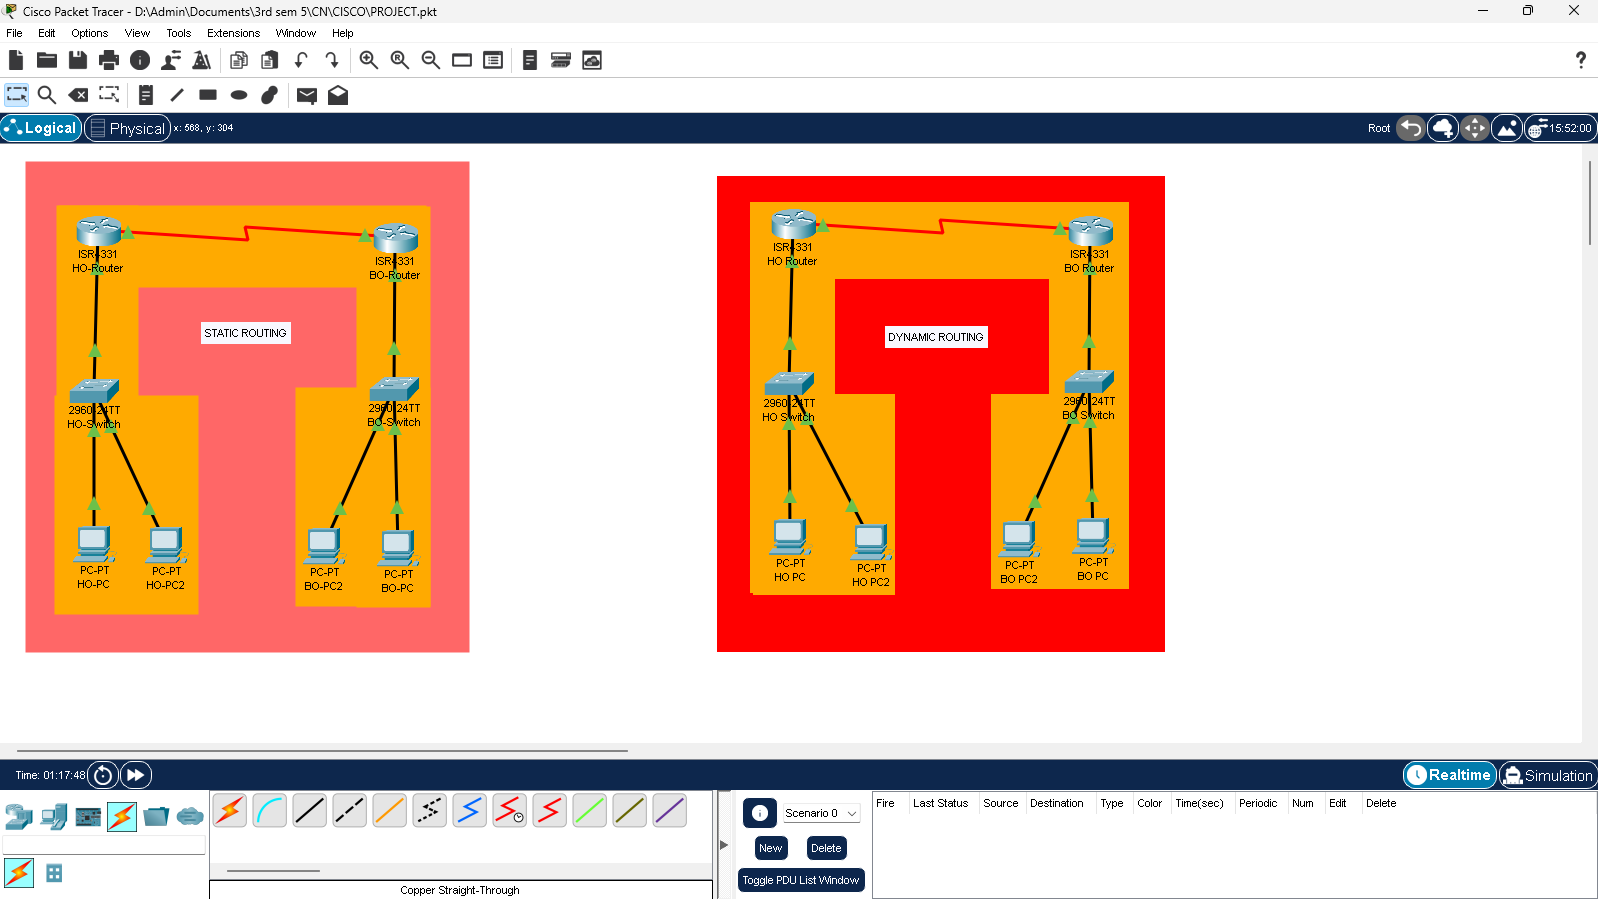 Cisco Packet Tracer - D:\Admin\Documents\3rd sem 5\CN\CISCO\PROJECT.pkt
File Edit Options View Tools Extensions Window Help
Logical Physical x: 568, y: 304 Root 15:52:00
ISR4331
HO-Router
ISR4331
BO-Router
STATIC ROUTING
2960-24TT
HO-Switch
2960-24TT
BO-Switch
PC-PT
HO-PC
PC-PT
HO-PC2
PC-PT
BO-PC2
PC-PT
BO-PC
ISR4331
HO Router
ISR4331
BO Router
DYNAMIC ROUTING
2960-24TT
HO Switch
2960-24TT
BO Switch
PC-PT
HO PC
PC-PT
HO PC2
PC-PT
BO PC2
PC-PT
BO PC
Time: 01:17:48 Realtime Simulation
Scenario 0
New Delete
Toggle PDU List Window
Fire Last Status Source Destination Type Color Time(sec) Periodic Num Edit Delete
Copper Straight-Through